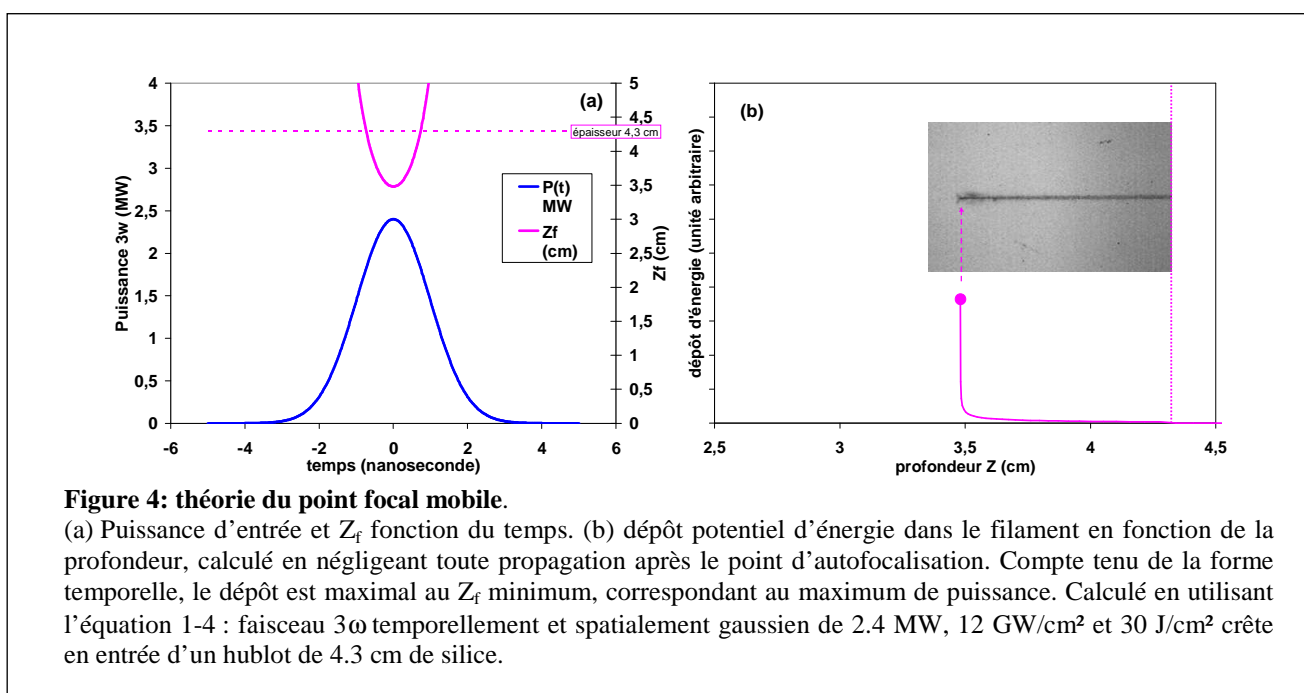 4
3,5
3
2,5
2
1,5
1
0,5
0
Puissance 3w (MW)
-6
-4
-2
0
2
4
6
temps (nanoseconde)
(a)
épaisseur 4,3 cm
P(t)
MW
Zf
(cm)
5
4,5
4
3,5
3
2,5
2
1,5
1
0,5
0
Zf (cm)
(b)
dépôt d'énergie (unité arbitraire)
2,5
3
3,5
4
4,5
profondeur Z (cm)
Figure 4: théorie du point focal mobile.
(a) Puissance d’entrée et Zf fonction du temps. (b) dépôt potentiel d’énergie dans le filament en fonction de la
profondeur, calculé en négligeant toute propagation après le point d’autofocalisation. Compte tenu de la forme
temporelle, le dépôt est maximal au Zf minimum, correspondant au maximum de puissance. Calculé en utilisant
l’équation 1-4 : faisceau 3ω temporellement et spatialement gaussien de 2.4 MW, 12 GW/cm² et 30 J/cm² crête
en entrée d’un hublot de 4.3 cm de silice.